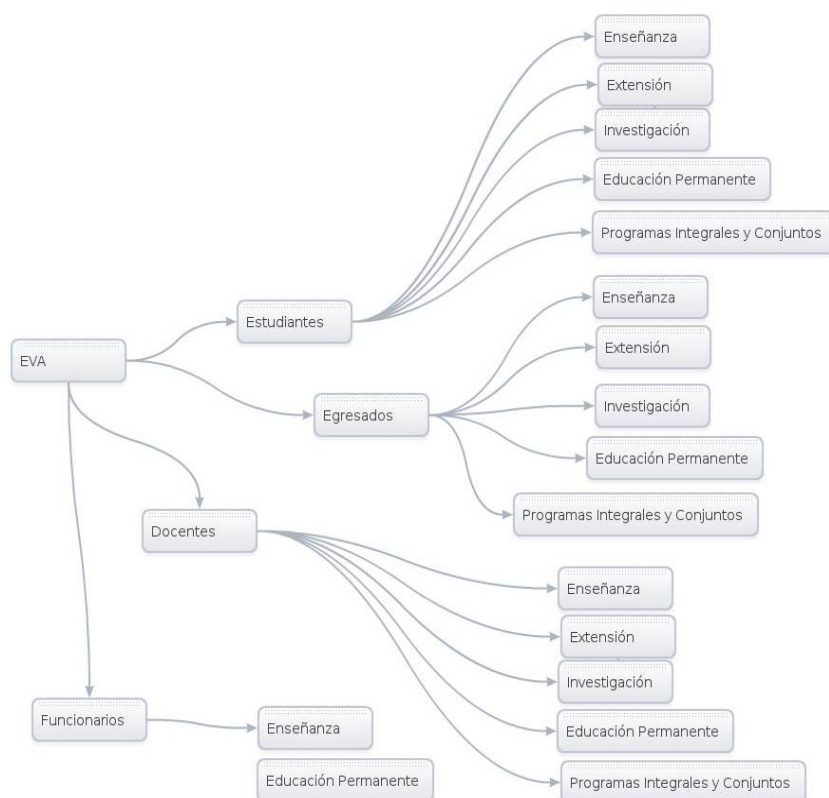 EVA
Estudiantes
Enseñanza
Extensión
Investigación
Educación Permanente
Programas Integrales y Conjuntos
Egresados
Enseñanza
Extensión
Investigación
Educación Permanente
Programas Integrales y Conjuntos
Docentes
Enseñanza
Extensión
Investigación
Educación Permanente
Programas Integrales y Conjuntos
Funcionarios
Enseñanza
Educación Permanente